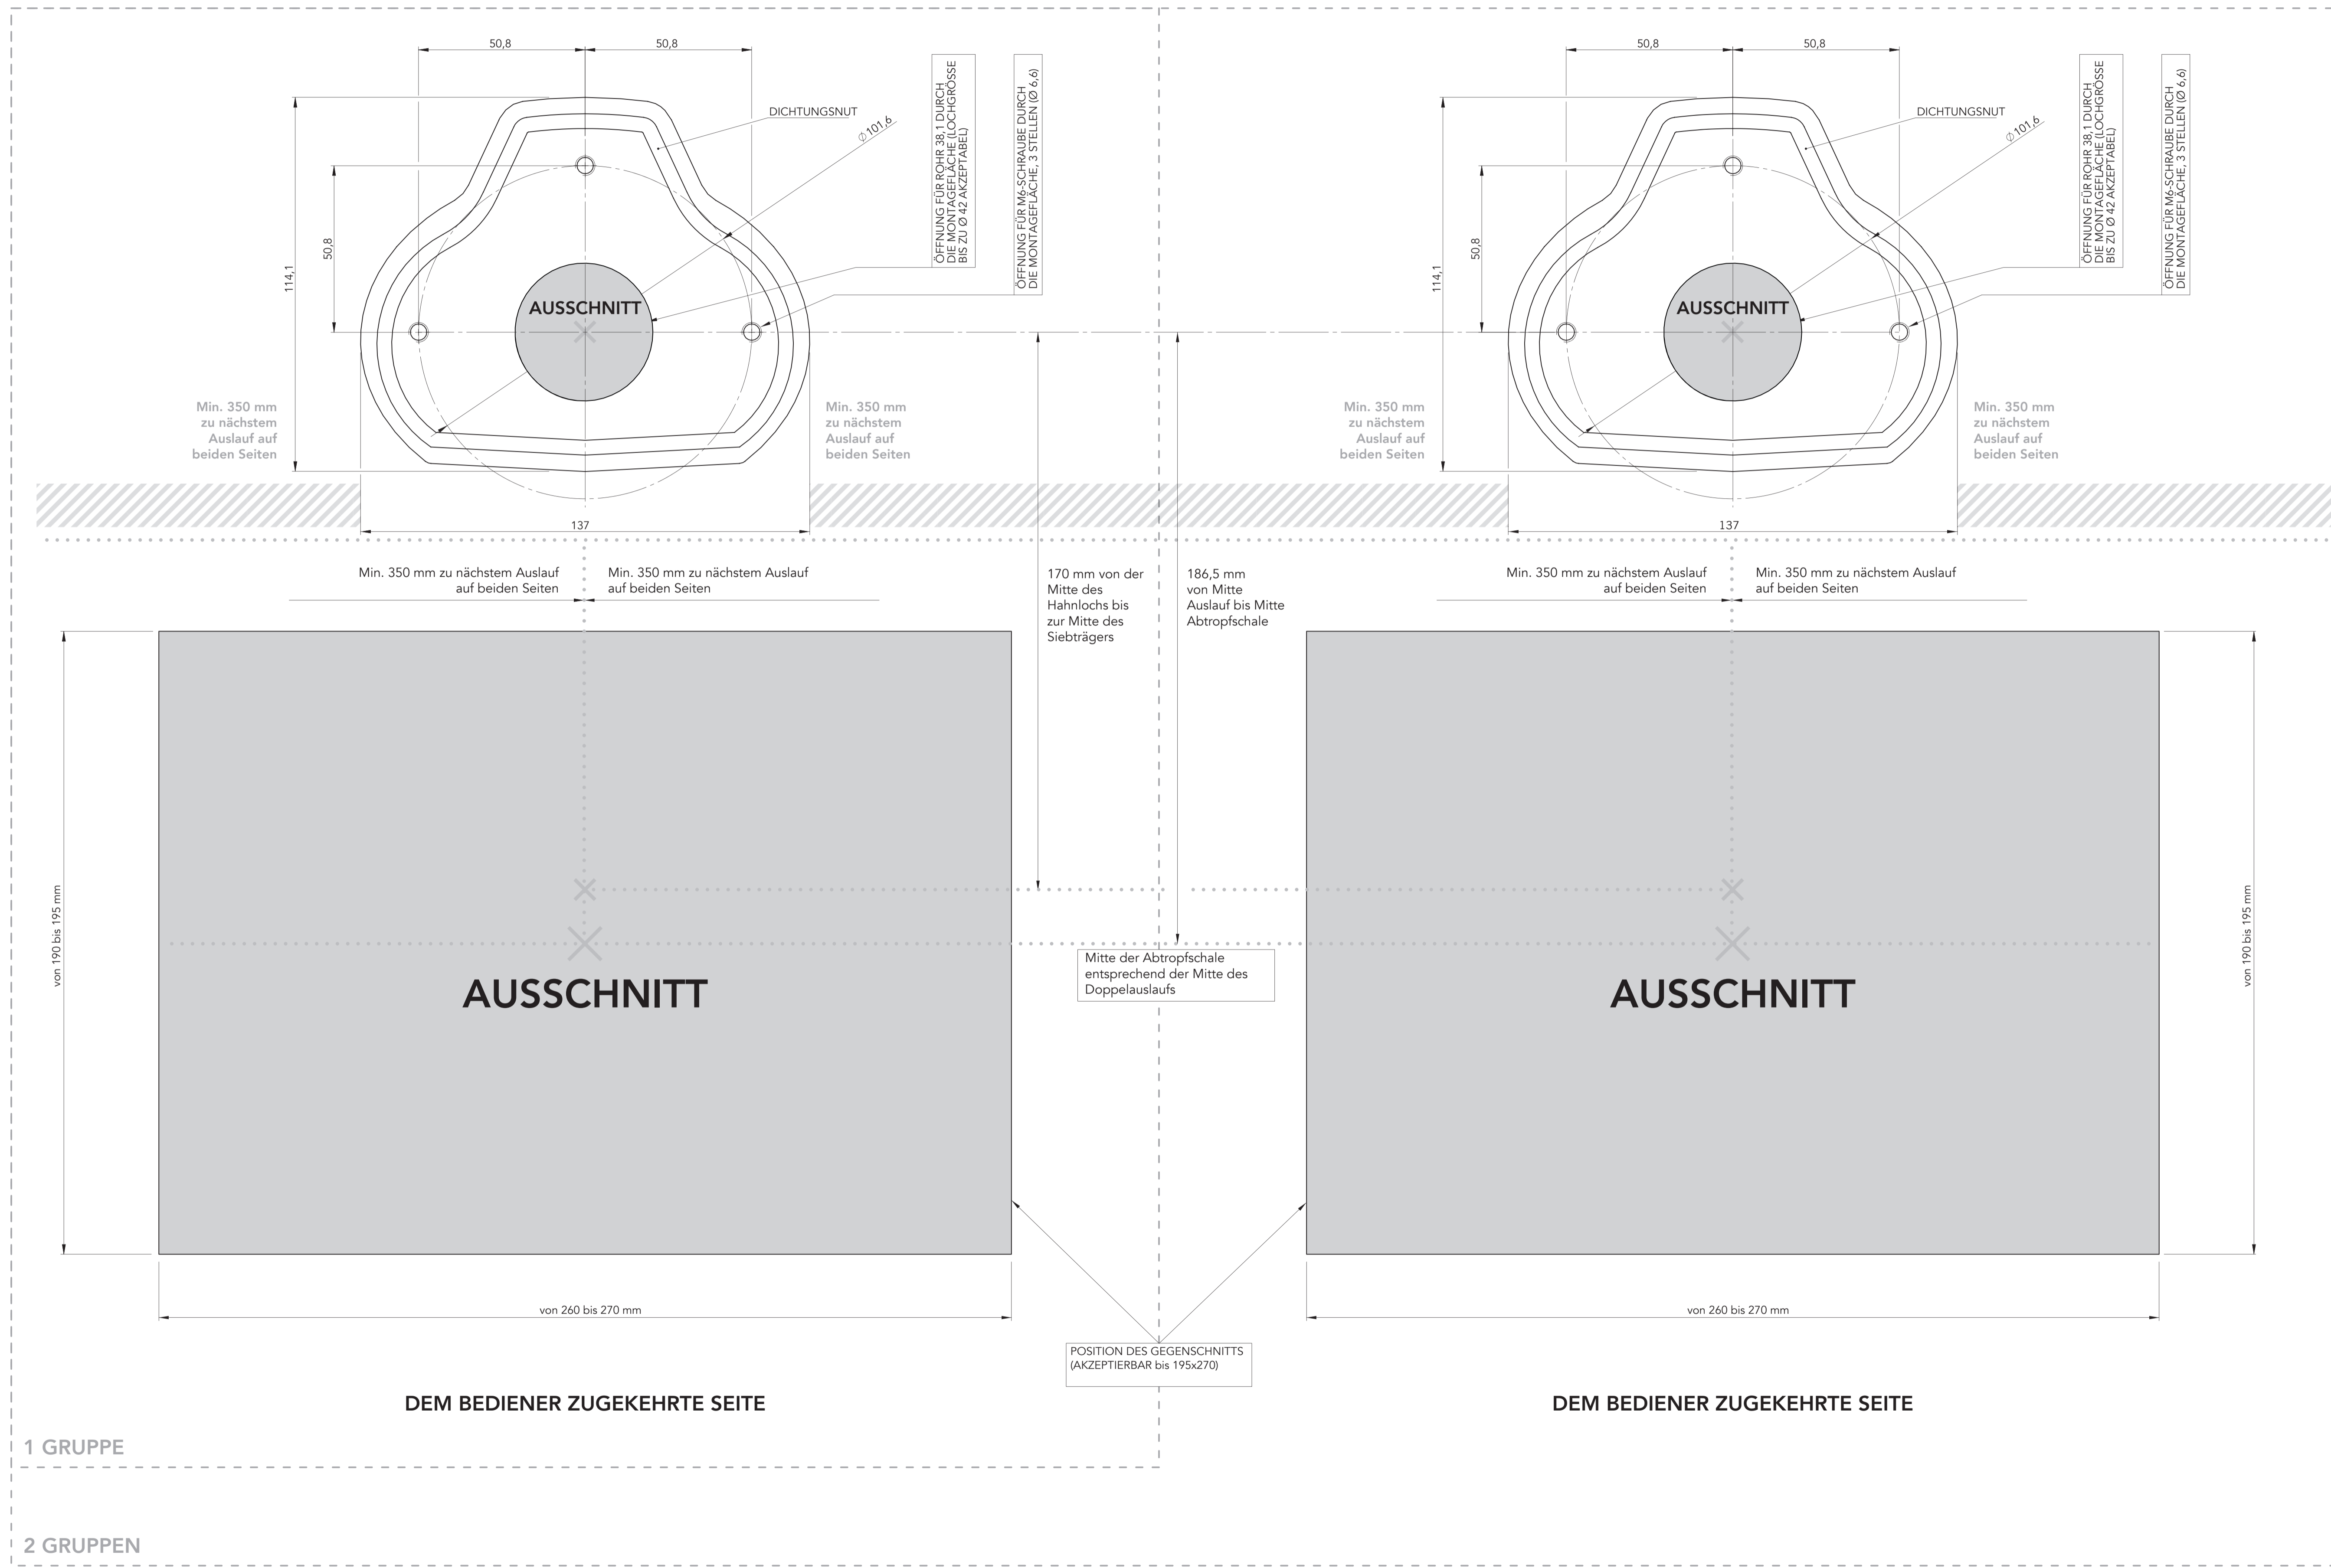 50,8
50,8
DICHTUNGSNUT
Ø101,6
ÖFFNUNG FÜR ROHR 38,1 DURCH
DIE MONTAGEFLÄCHE (LOCHGRÖSSE
BIS ZU Ø 42 AKZEPTABEL)
ÖFFNUNG FÜR M6-SCHRAUBE DURCH
DIE MONTAGEFLÄCHE, 3 STELLEN (Ø 6,6)
114,1
50,8
AUSSCHNITT
Min. 350 mm
zu nächstem
Auslauf auf
beiden Seiten
Min. 350 mm
zu nächstem
Auslauf auf
beiden Seiten
137
50,8
50,8
DICHTUNGSNUT
Ø101,6
ÖFFNUNG FÜR ROHR 38,1 DURCH
DIE MONTAGEFLÄCHE (LOCHGRÖSSE
BIS ZU Ø 42 AKZEPTABEL)
ÖFFNUNG FÜR M6-SCHRAUBE DURCH
DIE MONTAGEFLÄCHE, 3 STELLEN (Ø 6,6)
114,1
50,8
AUSSCHNITT
Min. 350 mm
zu nächstem
Auslauf auf
beiden Seiten
Min. 350 mm
zu nächstem
Auslauf auf
beiden Seiten
137
Min. 350 mm zu nächstem Auslauf
auf beiden Seiten
Min. 350 mm zu nächstem Auslauf
auf beiden Seiten
170 mm von der
Mitte des
Hahnlochs bis
zur Mitte des
Siebträgers
186,5 mm
von Mitte
Auslauf bis Mitte
Abtropfschale
Min. 350 mm zu nächstem Auslauf
auf beiden Seiten
Min. 350 mm zu nächstem Auslauf
auf beiden Seiten
von 190 bis 195 mm
AUSSCHNITT
Mitte der Abtropfschale
entsprechend der Mitte des
Doppelauslaufs
AUSSCHNITT
von 190 bis 195 mm
von 260 bis 270 mm
von 260 bis 270 mm
POSITION DES GEGENSCHNITTS
(AKZEPTIERBAR bis 195x270)
DEM BEDIENER ZUGEKEHRTE SEITE
DEM BEDIENER ZUGEKEHRTE SEITE
1 GRUPPE
2 GRUPPEN